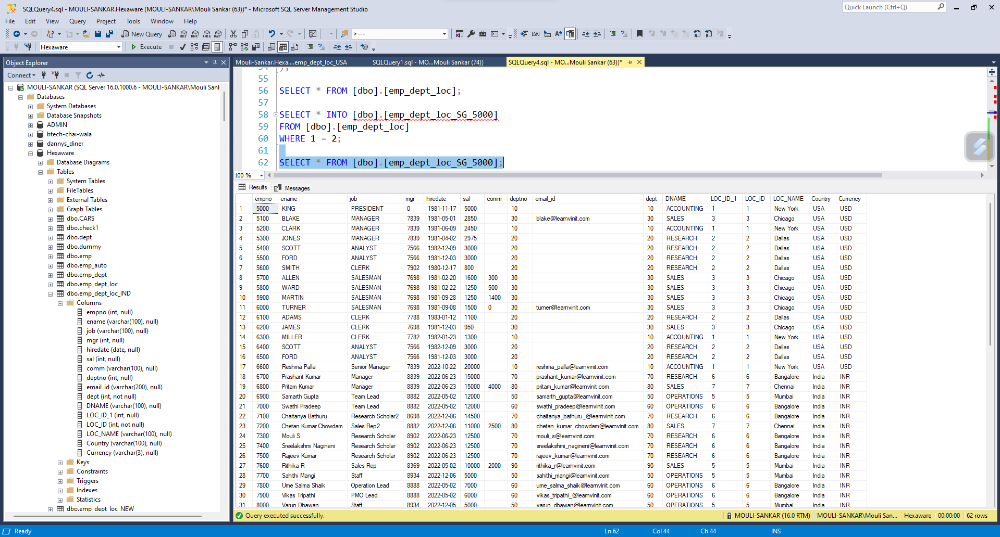 SQLQuery4.sql - MOULI-SANKAR.Hexaware (MOULI-SANKAR\Mouli Sankar (63))* - Microsoft SQL Server Management Studio
Quick Launch (Ctrl+Q)
File Edit View Query Project Tools Window Help
New Query MDX DMX XMLA DAX >---
Hexaware Execute
Object Explorer
Connect
MOULI-SANKAR (SQL Server 16.0.1000.6 - MOULI-SANKAR\Mouli Sank
Databases
System Databases
Database Snapshots
ADMIN
btech-chai-wala
dannys_diner
Hexaware
Database Diagrams
Tables
System Tables
FileTables
External Tables
Graph Tables
dbo.CARS
dbo.check1
dbo.dept
dbo.dummy
dbo.emp
dbo.emp_auto
dbo.emp_dept
dbo.emp_dept_loc
dbo.emp_dept_loc_IND
Columns
empno (int, null)
ename (varchar(100), null)
job (varchar(100), null)
mgr (int, null)
hiredate (date, null)
sal (int, null)
comm (varchar(100), null)
deptno (int, null)
email_id (varchar(200), null)
dept (int, not null)
DNAME (varchar(100), null)
LOC_ID_1 (int, null)
LOC_ID (int, not null)
LOC_NAME (varchar(100), null)
Country (varchar(100), null)
Currency (varchar(3), null)
Keys
Constraints
Triggers
Indexes
Statistics
dbo.emp_dept_loc_NEW
Mouli-Sankar.Hexa....emp_dept_loc_USA SQLQuery1.sql - MO...Mouli Sankar (74)) SQLQuery4.sql - MO...Mouli Sankar (63))*
54 );
55
56 SELECT * FROM [dbo].[emp_dept_loc];
57
58 SELECT * INTO [dbo].[emp_dept_loc_SG_5000]
59 FROM [dbo].[emp_dept_loc]
60 WHERE 1 = 2;
61
62 SELECT * FROM [dbo].[emp_dept_loc_SG_5000];
100 %
Results Messages
empno ename job mgr hiredate sal comm deptno email_id dept DNAME LOC_ID_1 LOC_ID LOC_NAME Country Currency
1 5000 KING PRESIDENT 0 1981-11-17 5000 10 10 ACCOUNTING 1 1 New York USA USD
2 5100 BLAKE MANAGER 7839 1981-05-01 2850 30 blake@learnvinit.com 30 SALES 3 3 Chicago USA USD
3 5200 CLARK MANAGER 7839 1981-06-09 2450 10 10 ACCOUNTING 1 1 New York USA USD
4 5300 JONES MANAGER 7839 1981-04-02 2975 20 20 RESEARCH 2 2 Dallas USA USD
5 5400 SCOTT ANALYST 7566 1982-12-09 3000 20 20 RESEARCH 2 2 Dallas USA USD
6 5500 FORD ANALYST 7566 1981-12-03 3000 20 20 RESEARCH 2 2 Dallas USA USD
7 5600 SMITH CLERK 7902 1980-12-17 800 20 20 RESEARCH 2 2 Dallas USA USD
8 5700 ALLEN SALESMAN 7698 1981-02-20 1600 300 30 30 SALES 3 3 Chicago USA USD
9 5800 WARD SALESMAN 7698 1981-02-22 1250 500 30 30 SALES 3 3 Chicago USA USD
10 5900 MARTIN SALESMAN 7698 1981-09-28 1250 1400 30 30 SALES 3 3 Chicago USA USD
11 6000 TURNER SALESMAN 7698 1981-09-08 1500 0 30 turner@learnvinit.com 30 SALES 3 3 Chicago USA USD
12 6100 ADAMS CLERK 7788 1983-01-12 1100 20 20 RESEARCH 2 2 Dallas USA USD
13 6200 JAMES CLERK 7698 1981-12-03 950 30 30 SALES 3 3 Chicago USA USD
14 6300 MILLER CLERK 7782 1982-01-23 1300 10 10 ACCOUNTING 1 1 New York USA USD
15 6400 SCOTT ANALYST 7566 1982-12-09 3000 20 20 RESEARCH 2 2 Dallas USA USD
16 6500 FORD ANALYST 7566 1981-12-03 3000 20 20 RESEARCH 2 2 Dallas USA USD
17 6600 Reshma Palla Senior Manager 7839 2022-10-22 20000 10 reshma_palla@learnvinit.com 10 ACCOUNTING 1 1 New York USA USD
18 6700 Prashant Kumar Manager 8839 2022-06-23 15000 70 prashant_kumar@learnvinit.com 70 RESEARCH 6 6 Bangalore India INR
19 6800 Pritam Kumar Manager 8839 2022-06-23 15000 4000 80 pritam_kumar@learnvinit.com 80 SALES 7 7 Chennai India INR
20 6900 Samarth Gupta Team Lead 8882 2022-05-02 12000 50 samarth_gupta@learnvinit.com 50 OPERATIONS 5 5 Mumbai India INR
21 7000 Swathi Pradeep Team Lead 8882 2022-05-02 12000 60 swathi_pradeep@learnvinit.com 60 OPERATIONS 6 6 Bangalore India INR
22 7100 Chaitanya Bathuru Research Scholar2 8698 2022-12-06 14500 70 chaitanya_bathuru_@learnvinit.com 70 RESEARCH 6 6 Bangalore India INR
23 7200 Chetan Kumar Chowdam Sales Rep2 8882 2022-12-06 11000 2500 80 chetan_kumar_chowdam@learnvinit.com 80 SALES 7 7 Chennai India INR
24 7300 Mouli S Research Scholar 8902 2022-06-23 12500 70 mouli_s@learnvinit.com 70 RESEARCH 6 6 Bangalore India INR
25 7400 Sreelakshmi Nagineni Research Scholar 8902 2022-06-23 12500 70 sreelakshmi_nagineni@learnvinit.com 70 RESEARCH 6 6 Bangalore India INR
26 7500 Rajeev Kumar Research Scholar 8902 2022-06-23 12500 70 rajeev_kumar@learnvinit.com 70 RESEARCH 6 6 Bangalore India INR
27 7600 Rithika R Sales Rep 8369 2022-05-02 10000 2000 90 rithika_r@learnvinit.com 90 SALES 5 5 Mumbai India INR
28 7700 Sahithi Mangi Staff 8934 2022-12-06 5000 50 sahithi_mangi@learnvinit.com 50 OPERATIONS 5 5 Mumbai India INR
29 7800 Ume Salma Shaik Operation Lead 8888 2022-05-02 7000 60 ume_salma_shaik@learnvinit.com 60 OPERATIONS 6 6 Bangalore India INR
30 7900 Vikas Tripathi PMO Lead 8888 2022-05-02 6000 60 vikas_tripathi_@learnvinit.com 60 OPERATIONS 6 6 Bangalore India INR
31 8000 Varun Dhawan Staff 8934 2022-12-05 5000 50 varun_dhawan@learnvinit.com 50 OPERATIONS 5 5 Mumbai India INR
Query executed successfully. MOULI-SANKAR (16.0 RTM) MOULI-SANKAR\Mouli San... Hexaware 00:00:00 62 rows
Ready Ln 62 Col 44 Ch 44 INS